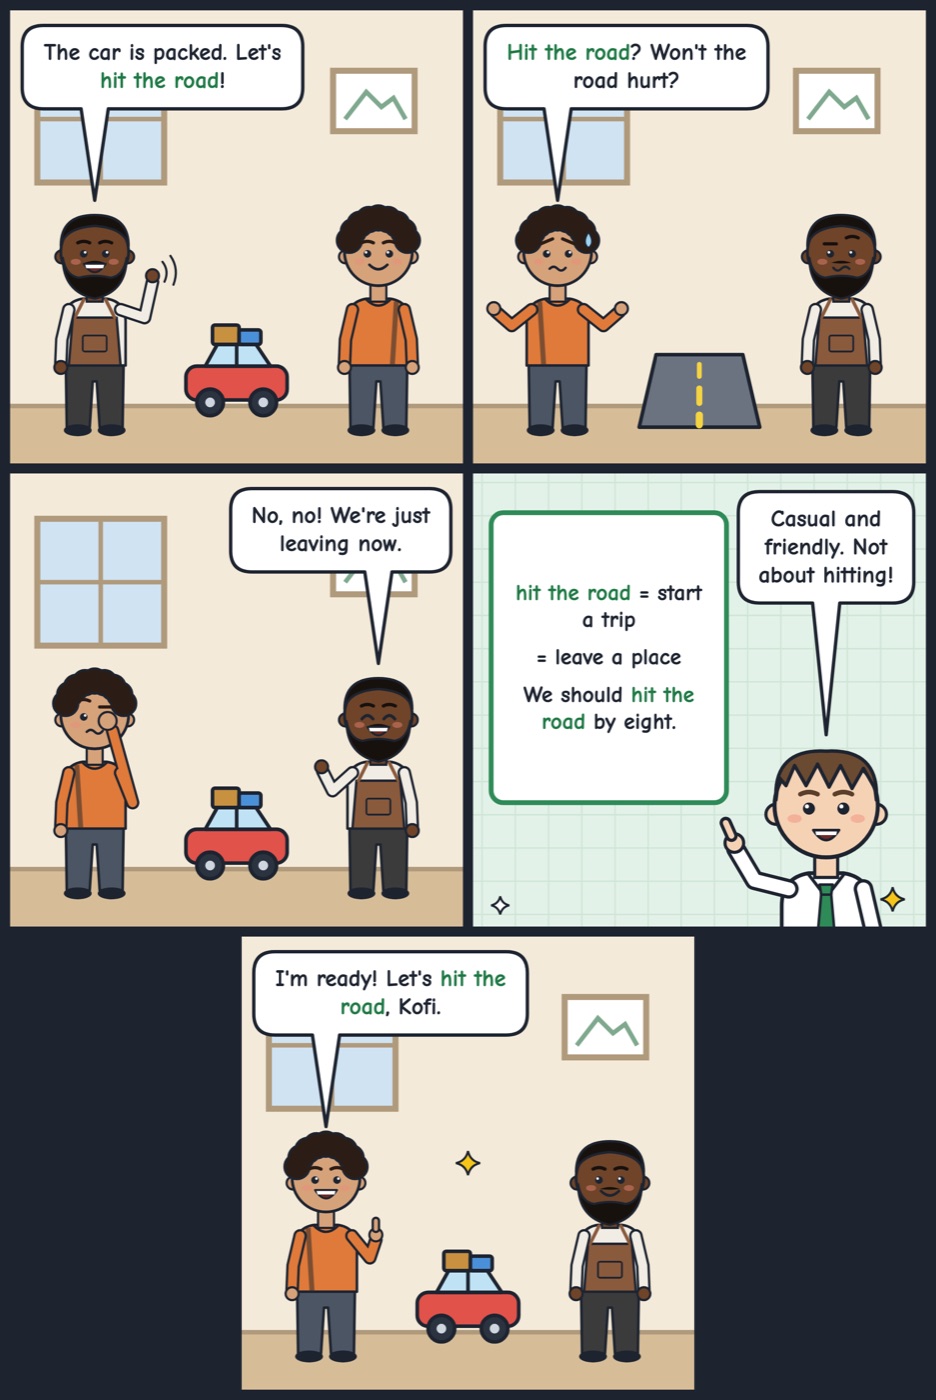 The car is packed. Let's
hit the road!
Hit the road? Won't the
road hurt?
No, no! We're just
leaving now.
hit the road = start
a trip
= leave a place
We should hit the
road by eight.
Casual and
friendly. Not
about hitting!
I'm ready! Let's hit the
road, Kofi.